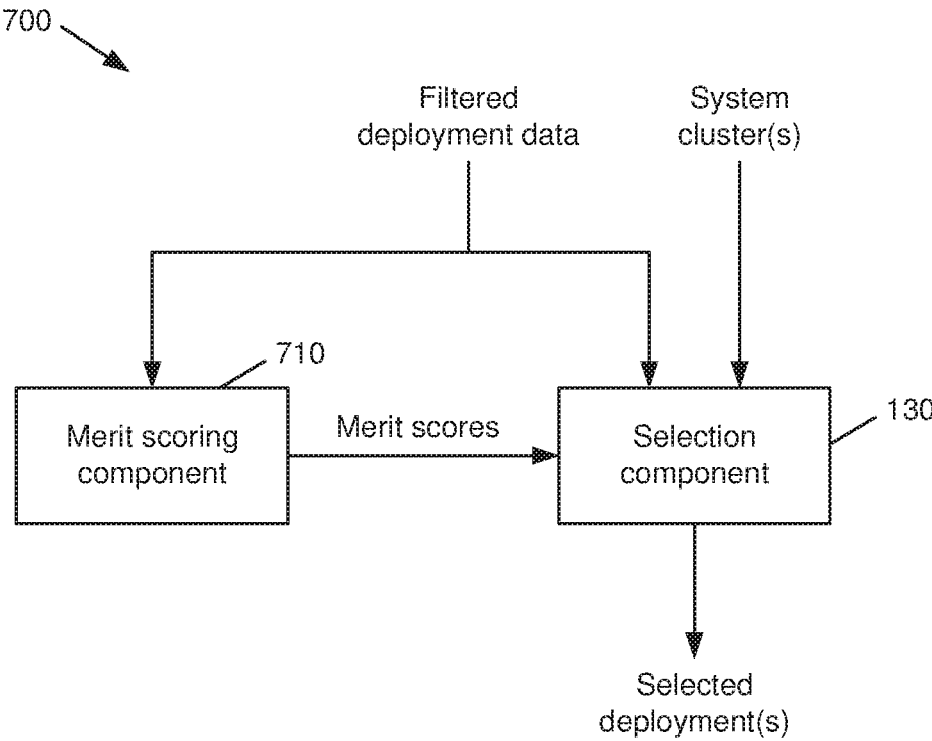 700
Filtered
deployment data
System
cluster(s)
710
Merit scoring
component
Merit scores
Selection
component
130
Selected
deployment(s)